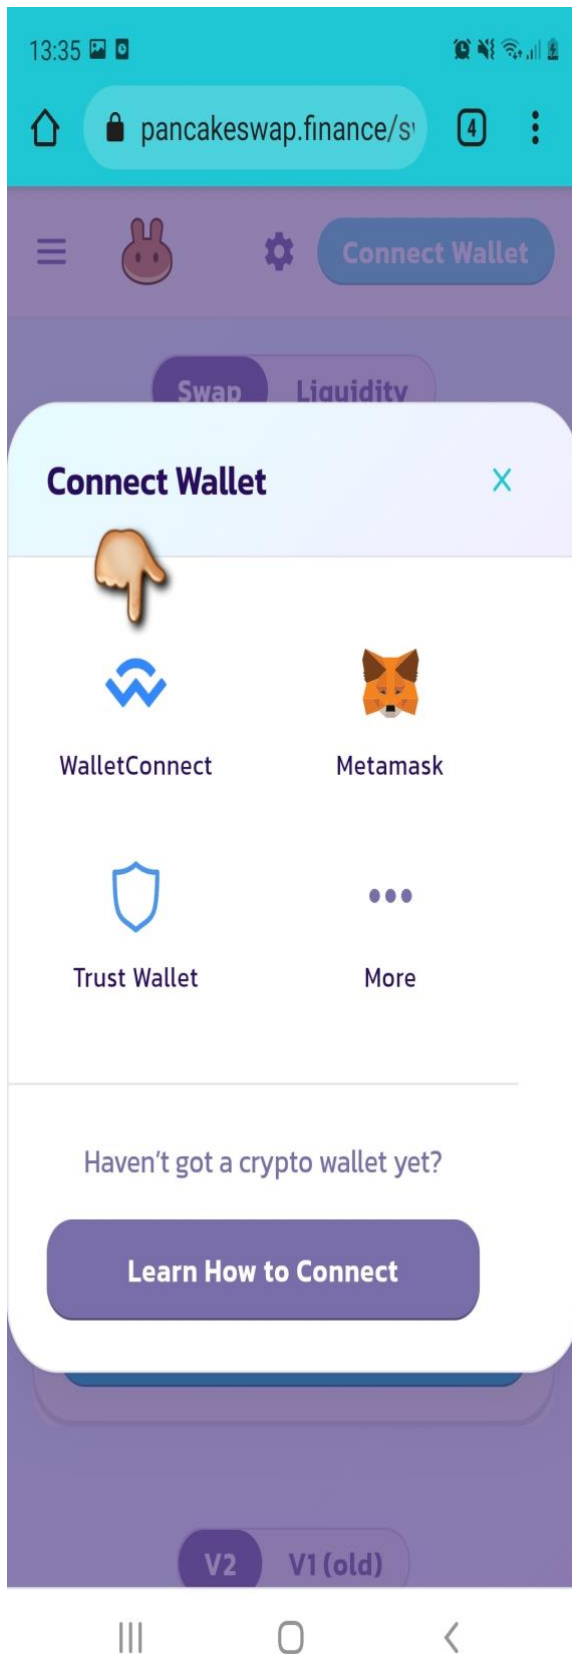 13:35
pancakeswap.finance/s
4
Connect Wallet
Swap Liquidity
Connect Wallet
WalletConnect Metamask
Trust Wallet More
Haven't got a crypto wallet yet?
Learn How to Connect
V2 V1 (old)